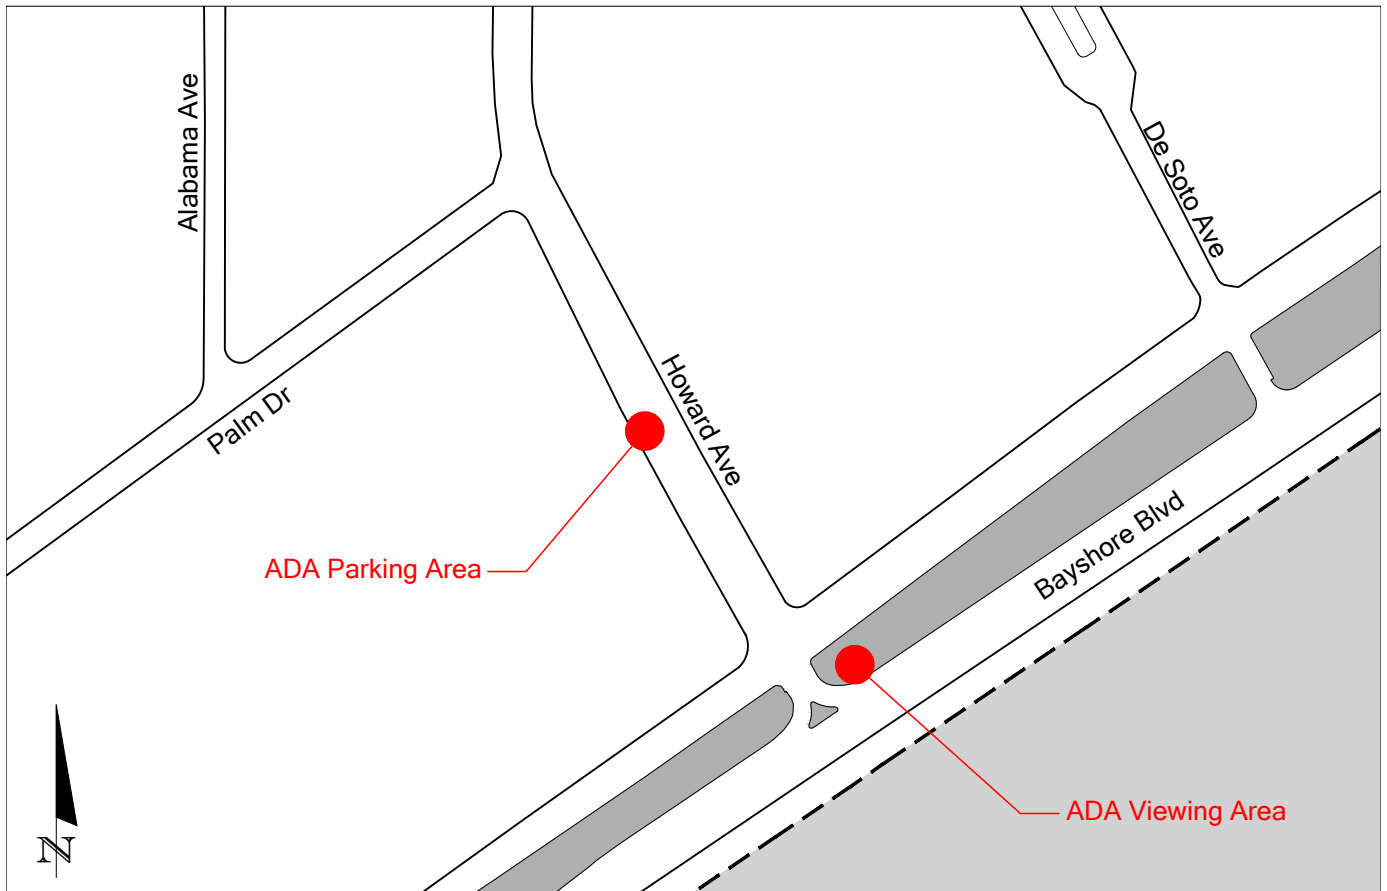 Alabama Ave
De Soto Ave
Palm Dr
Howard Ave
ADA Parking Area
Bayshore Blvd
ADA Viewing Area
N